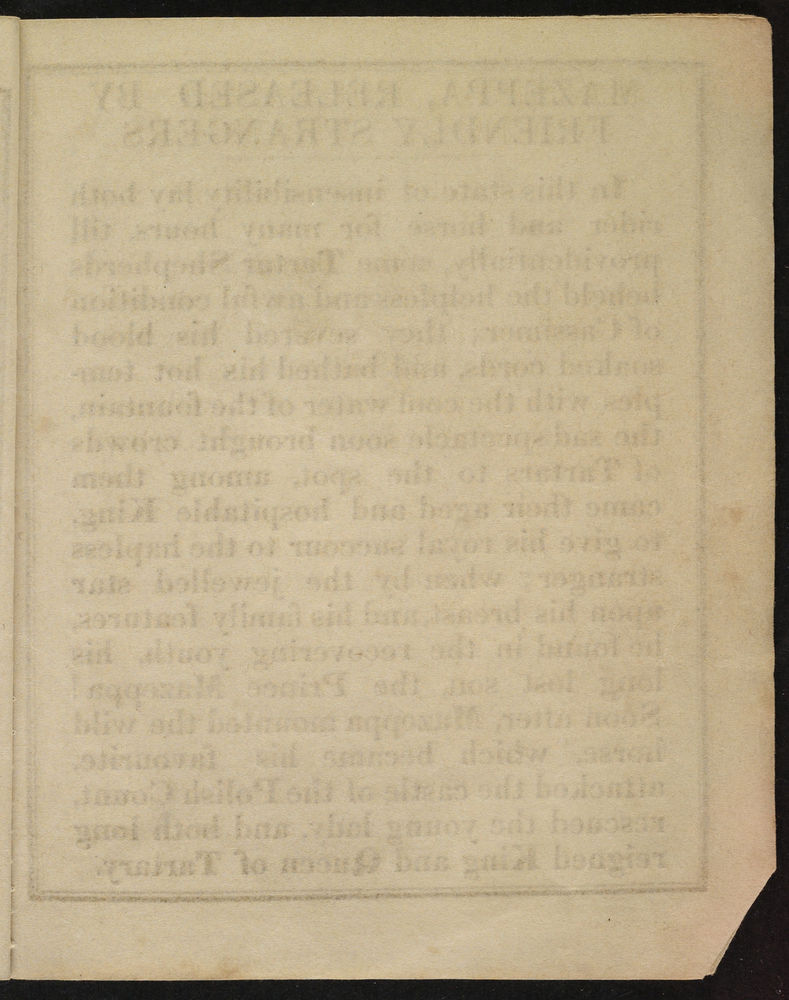 MAZEPPA, RELEASED BY
FRIENDLY STRANGERS
In this state of insensibility lay both
rider and horse for many hours, till
providentially, some Tartar Shepherds
beheld the helpless and awful condition
of Cassimer; they severed his blood
soaked cords, and bathed his hot tem-
ples with the cool water of the fountain,
the sad spectacle soon brought crowds
of Tartars to the spot, among them
came their aged and hospitable King,
to give his royal succour to the hapless
stranger; when by the jewelled star
upon his breast, and his family features,
he found in the recovering youth, his
long lost son, the Prince Mazeppa!
Soon after, Mazeppa mounted the wild
horse, which became his favourite,
attacked the castle of the Polish Count,
rescued the young lady, and both long
reigned King and Queen of Tartary.